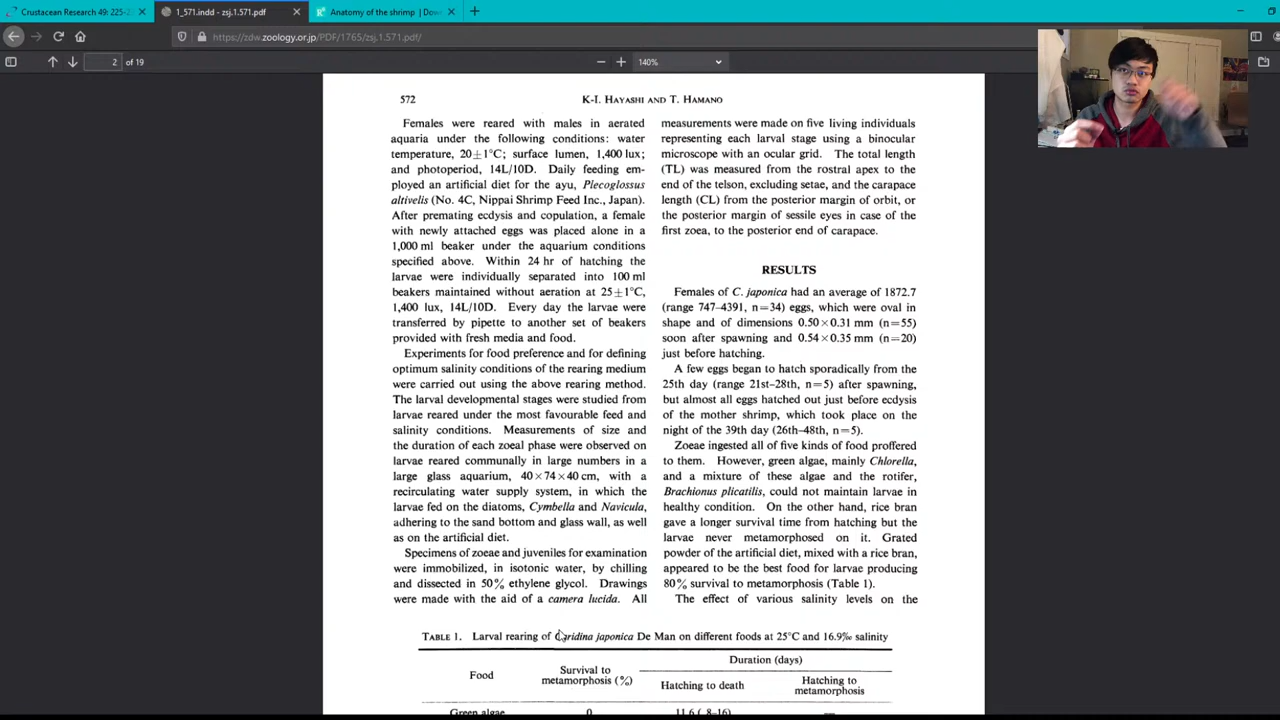 Crustacean Research 49: 225-2
1_571.indd - zsj.1.571.pdf
Anatomy of the shrimp | Dow
https://zdw.zoology.or.jp/PDF/1765/zsj.1.571.pdf/
2 of 19
140%
572
K-I. HAYASHI AND T. HAMANO
Females were reared with males in aerated
aquaria under the following conditions: water
temperature, 20±1°C; surface lumen, 1,400 lux;
and photoperiod, 14L/10D. Daily feeding em-
ployed an artificial diet for the ayu, Plecoglossus
altivelis (No. 4C, Nippai Shrimp Feed Inc., Japan).
After premating ecdysis and copulation, a female
with newly attached eggs was placed alone in a
1,000 ml beaker under the aquarium conditions
specified above. Within 24 hr of hatching the
larvae were individually separated into 100 ml
beakers maintained without aeration at 25±1°C,
1,400 lux, 14L/10D. Every day the larvae were
transferred by pipette to another set of beakers
provided with fresh media and food.
Experiments for food preference and for defining
optimum salinity conditions of the rearing medium
were carried out using the above rearing method.
The larval developmental stages were studied from
larvae reared under the most favourable feed and
salinity conditions. Measurements of size and
the duration of each zoeal phase were observed on
larvae reared communally in large numbers in a
large glass aquarium, 40×74×40 cm, with a
recirculating water supply system, in which the
larvae fed on the diatoms, Cymbella and Navicula,
adhering to the sand bottom and glass wall, as well
as on the artificial diet.
Specimens of zoeae and juveniles for examination
were immobilized, in isotonic water, by chilling
and dissected in 50% ethylene glycol. Drawings
were made with the aid of a camera lucida. All
measurements were made on five living individuals
representing each larval stage using a binocular
microscope with an ocular grid. The total length
(TL) was measured from the rostral apex to the
end of the telson, excluding setae, and the carapace
length (CL) from the posterior margin of orbit, or
the posterior margin of sessile eyes in case of the
first zoea, to the posterior end of carapace.
RESULTS
Females of C. japonica had an average of 1872.7
(range 747–4391, n=34) eggs, which were oval in
shape and of dimensions 0.50×0.31 mm (n=55)
soon after spawning and 0.54×0.35 mm (n=20)
just before hatching.
A few eggs began to hatch sporadically from the
25th day (range 21st–28th, n=5) after spawning,
but almost all eggs hatched out just before ecdysis
of the mother shrimp, which took place on the
night of the 39th day (26th–48th, n=5).
Zoeae ingested all of five kinds of food proffered
to them. However, green algae, mainly Chlorella,
and a mixture of these algae and the rotifer,
Brachionus plicatilis, could not maintain larvae in
healthy condition. On the other hand, rice bran
gave a longer survival time from hatching but the
larvae never metamorphosed on it. Grated
powder of the artificial diet, mixed with a rice bran,
appeared to be the best food for larvae producing
80% survival to metamorphosis (Table 1).
The effect of various salinity levels on the
TABLE 1. Larval rearing of Caridina japonica De Man on different foods at 25°C and 16.9‰ salinity
Food
Survival to
metamorphosis (%)
Duration (days)
Hatching to death
Hatching to
metamorphosis
Green algae 0 11.6 ( 8–16) —